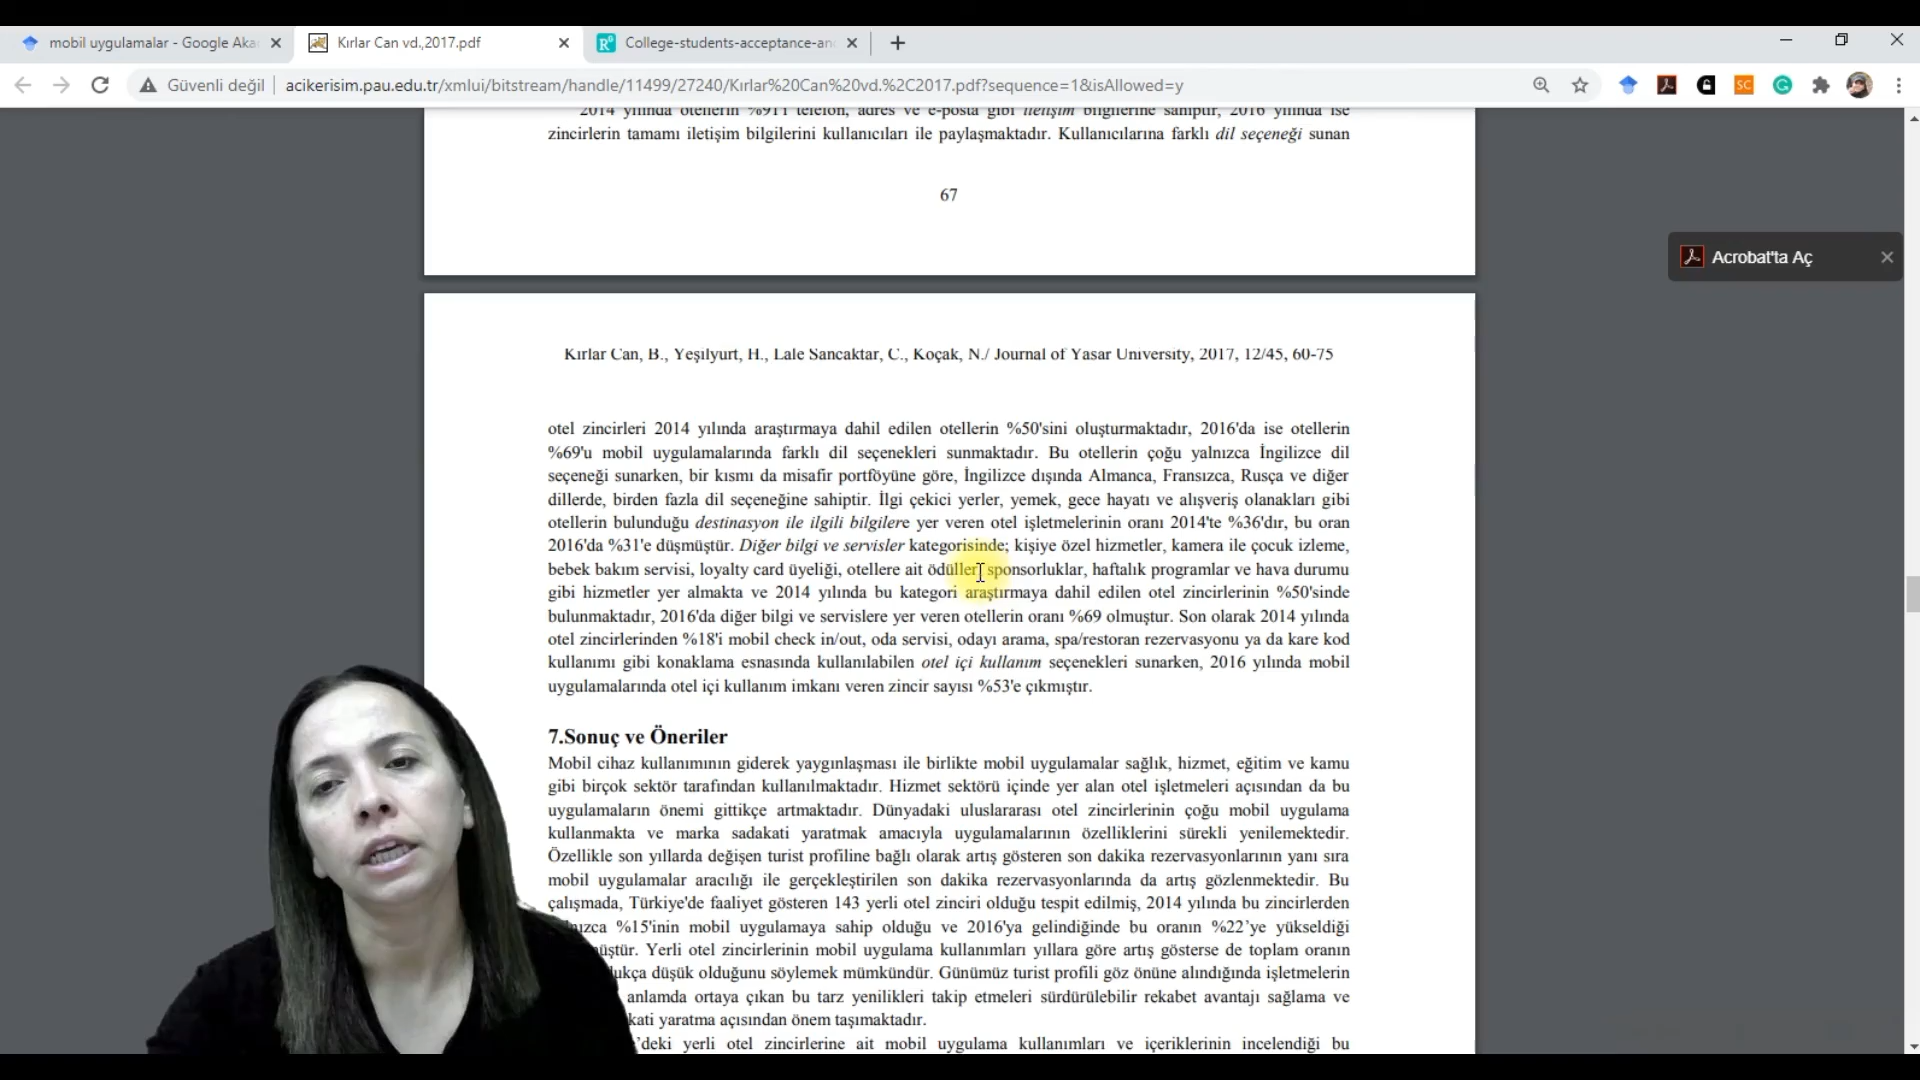 mobil uygulamalar - Google Aka
Kırlar Can vd.,2017.pdf
College-students-acceptance-an
Güvenli değil
acikerisim.pau.edu.tr/xmlui/bitstream/handle/11499/27240/Kırlar%20Can%20vd.%2C2017.pdf?sequence=1&isAllowed=y
SC
2014 yılında otellerin %91'i telefon, adres ve e-posta gibi iletişim bilgilerine sahiptir, 2016 yılında ise
zincirlerin tamamı iletişim bilgilerini kullanıcıları ile paylaşmaktadır. Kullanıcılarına farklı dil seçeneği sunan
67
Acrobat'ta Aç
Kırlar Can, B., Yeşilyurt, H., Lale Sancaktar, C., Koçak, N./ Journal of Yasar University, 2017, 12/45, 60-75
otel zincirleri 2014 yılında araştırmaya dahil edilen otellerin %50'sini oluşturmaktadır, 2016'da ise otellerin
%69'u mobil uygulamalarında farklı dil seçenekleri sunmaktadır. Bu otellerin çoğu yalnızca İngilizce dil
seçeneği sunarken, bir kısmı da misafir portföyüne göre, İngilizce dışında Almanca, Fransızca, Rusça ve diğer
dillerde, birden fazla dil seçeneğine sahiptir. İlgi çekici yerler, yemek, gece hayatı ve alışveriş olanakları gibi
otellerin bulunduğu destinasyon ile ilgili bilgilere yer veren otel işletmelerinin oranı 2014'te %36'dır, bu oran
2016'da %31'e düşmüştür. Diğer bilgi ve servisler kategorisinde; kişiye özel hizmetler, kamera ile çocuk izleme,
bebek bakım servisi, loyalty card üyeliği, otellere ait ödüller, sponsorluklar, haftalık programlar ve hava durumu
gibi hizmetler yer almakta ve 2014 yılında bu kategori araştırmaya dahil edilen otel zincirlerinin %50'sinde
bulunmaktadır, 2016'da diğer bilgi ve servislere yer veren otellerin oranı %69 olmuştur. Son olarak 2014 yılında
otel zincirlerinden %18'i mobil check in/out, oda servisi, odayı arama, spa/restoran rezervasyonu ya da kare kod
kullanımı gibi konaklama esnasında kullanılabilen otel içi kullanım seçenekleri sunarken, 2016 yılında mobil
uygulamalarında otel içi kullanım imkanı veren zincir sayısı %53'e çıkmıştır.
7.Sonuç ve Öneriler
Mobil cihaz kullanımının giderek yaygınlaşması ile birlikte mobil uygulamalar sağlık, hizmet, eğitim ve kamu
gibi birçok sektör tarafından kullanılmaktadır. Hizmet sektörü içinde yer alan otel işletmeleri açısından da bu
uygulamaların önemi gittikçe artmaktadır. Dünyadaki uluslararası otel zincirlerinin çoğu mobil uygulama
kullanmakta ve marka sadakati yaratmak amacıyla uygulamalarının özelliklerini sürekli yenilemektedir.
Özellikle son yıllarda değişen turist profiline bağlı olarak artış gösteren son dakika rezervasyonlarının yanı sıra
mobil uygulamalar aracılığı ile gerçekleştirilen son dakika rezervasyonlarında da artış gözlenmektedir. Bu
çalışmada, Türkiye'de faaliyet gösteren 143 yerli otel zinciri olduğu tespit edilmiş, 2014 yılında bu zincirlerden
%15'inin mobil uygulamaya sahip olduğu ve 2016'ya gelindiğinde bu oranın %22'ye yükseldiği
Yerli otel zincirlerinin mobil uygulama kullanımları yıllara göre artış gösterse de toplam oranın
düşük olduğunu söylemek mümkündür. Günümüz turist profili göz önüne alındığında işletmelerin
anlamda ortaya çıkan bu tarz yenilikleri takip etmeleri sürdürülebilir rekabet avantajı sağlama ve
yaratma açısından önem taşımaktadır.
'deki yerli otel zincirlerine ait mobil uygulama kullanımları ve içeriklerinin incelendiği bu